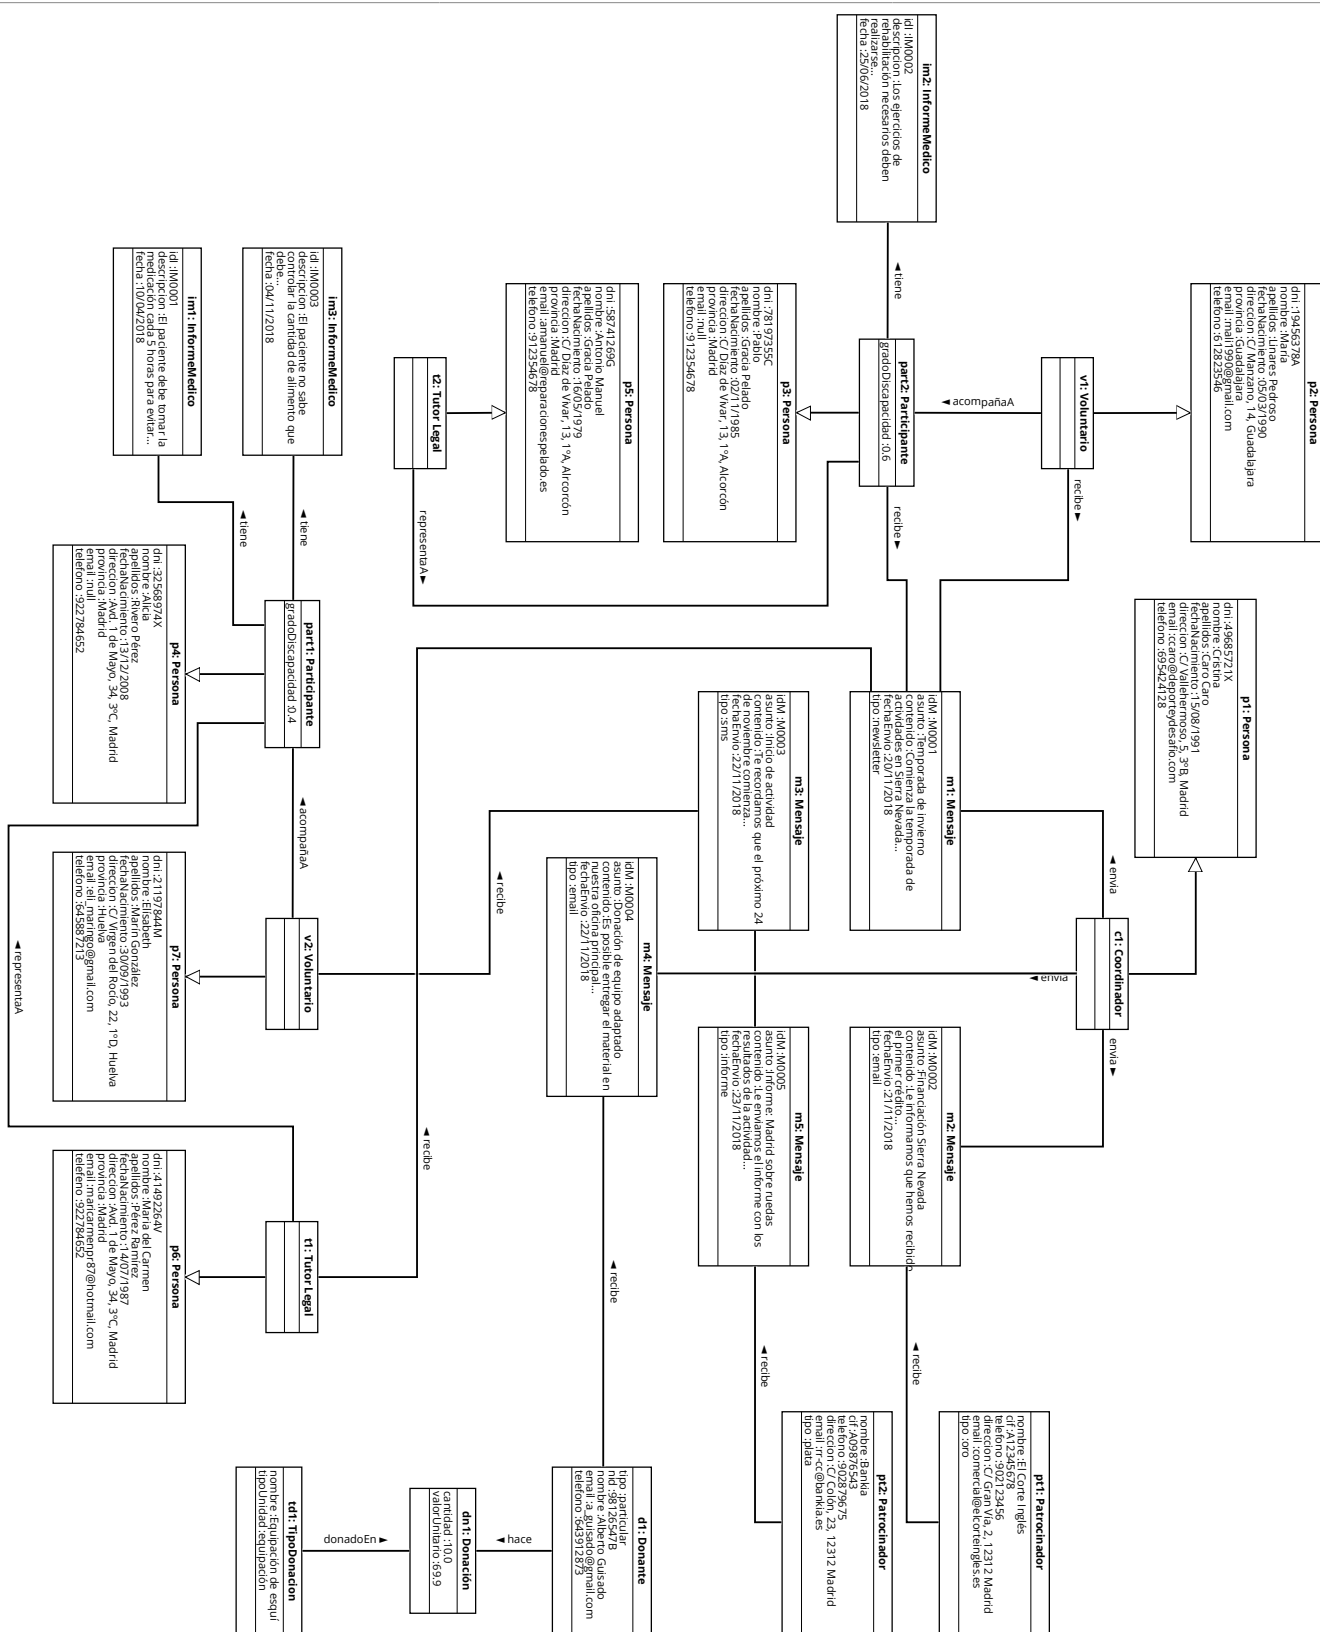 im2: InformeMedico
idI :IM0002
descripcion :Los ejercicios de
rehabilitación necesarios deben
realizarse...
fecha :25/06/2018
tiene
p2: Persona
dni :19456378A
nombre :María
apellidos :Linares Pedroso
fechaNacimiento :05/03/1990
direccion :C/ Manzano, 14, Guadalajara
provincia :Guadalajara
email :mali1990@gmail.com
telefono :612823546
v1: Voluntario
recibe
acompañaA
part2: Participante
gradoDiscapacidad :0.6
recibe
p3: Persona
dni :78197355C
nombre :Pablo
apellidos :Gracia Pelado
fechaNacimiento :02/11/1985
direccion :C/ Díaz de Vivar, 13, 1ºA, Alcorcón
provincia :Madrid
email :null
telefono :912354678
p5: Persona
dni :58741269G
nombre :Antonio Manuel
apellidos :Gracia Pelado
fechaNacimiento :16/05/1979
direccion :C/ Díaz de Vivar, 13, 1ºA, Alrcorcón
provincia :Madrid
email :amanuel@reparacionespelado.es
telefono :912354678
t2: Tutor Legal
representaA
im3: InformeMedico
idI :IM0003
descripcion :El paciente no sabe
controlar la cantidad de alimento que
debe...
fecha :04/11/2018
tiene
im1: InformeMedico
idI :IM0001
descripcion :El paciente debe tomar la
medicación cada 5 horas para evitar...
fecha :10/04/2018
tiene
p1: Persona
dni :49685721X
nombre :Cristina
apellidos :Caro Caro
fechaNacimiento :15/08/1991
direccion :C/ Vallehermoso, 5, 3ºB, Madrid
email :ccaro@deporteydesafio.com
telefono :695424128
c1: Coordinador
envia
envia
envia
m1: Mensaje
idM :M0001
asunto :Temporada de invierno
contenido :Comienza la temporada de
actividades en Sierra Nevada...
fechaEnvio :20/11/2018
tipo :newsletter
m3: Mensaje
idM :M0003
asunto :Inicio de actividad
contenido :Te recordamos que el próximo 24
de noviembre comienza...
fechaEnvio :22/11/2018
tipo :sms
m4: Mensaje
idM :M0004
asunto :Donación de equipo adaptado
contenido :Es posible entregar el material en
nuestra oficina principal...
fechaEnvio :22/11/2018
tipo :email
m2: Mensaje
idM :M0002
asunto :Financiación Sierra Nevada
contenido :Le informamos que hemos recibido
el primer crédito...
fechaEnvio :21/11/2018
tipo :email
m5: Mensaje
idM :M0005
asunto :Informe: Madrid sobre ruedas
contenido :Le enviamos el informe con los
resultados de la actividad...
fechaEnvio :23/11/2018
tipo :informe
part1: Participante
gradoDiscapacidad :0.4
p4: Persona
dni :32568974X
nombre :Alicia
apellidos :Rivero Pérez
fechaNacimiento :13/12/2008
direccion :Avd. 1 de Mayo, 34, 3ºC, Madrid
provincia :Madrid
email :null
telefono :922784652
acompañaA
recibe
v2: Voluntario
p7: Persona
dni :21197844M
nombre :Elisabeth
apellidos :Marín González
fechaNacimiento :30/09/1993
direccion :C/ Virgen del Rocío, 22, 1ºD, Huelva
provincia :Huelva
email :eli_maringo@gmail.com
telefono :645887213
representaA
recibe
t1: Tutor Legal
p6: Persona
dni :41492264V
nombre :María del Carmen
apellidos :Pérez Ramírez
fechaNacimiento :14/07/1987
direccion :Avd. 1 de Mayo, 34, 3ºC, Madrid
provincia :Madrid
email :maricarmenpr87@hotmail.com
telefeno :922784652
recibe
recibe
recibe
pt1: Patrocinador
nombre :El Corte Inglés
cif :A12345678
telefono :902123456
direccion :C/ Gran Vía, 2, 12312 Madrid
email :comercial@elcorteingles.es
tipo :oro
pt2: Patrocinador
nombre :Bankia
cif :A09876543
telefono :902879675
direccion :C/ Colón, 23, 12312 Madrid
email :rr-cc@bankia.es
tipo :plata
d1: Donante
tipo :particular
nid :98126547B
nombre :Alberto Guisado
email :a_guisado@gmail.com
telefono :643912873
hace
dn1: Donación
cantidad :10.0
valorUnitario :69.9
donadoEn
td1: TipoDonacion
nombre :Equipación de esquí
tipoUnidad :equipación